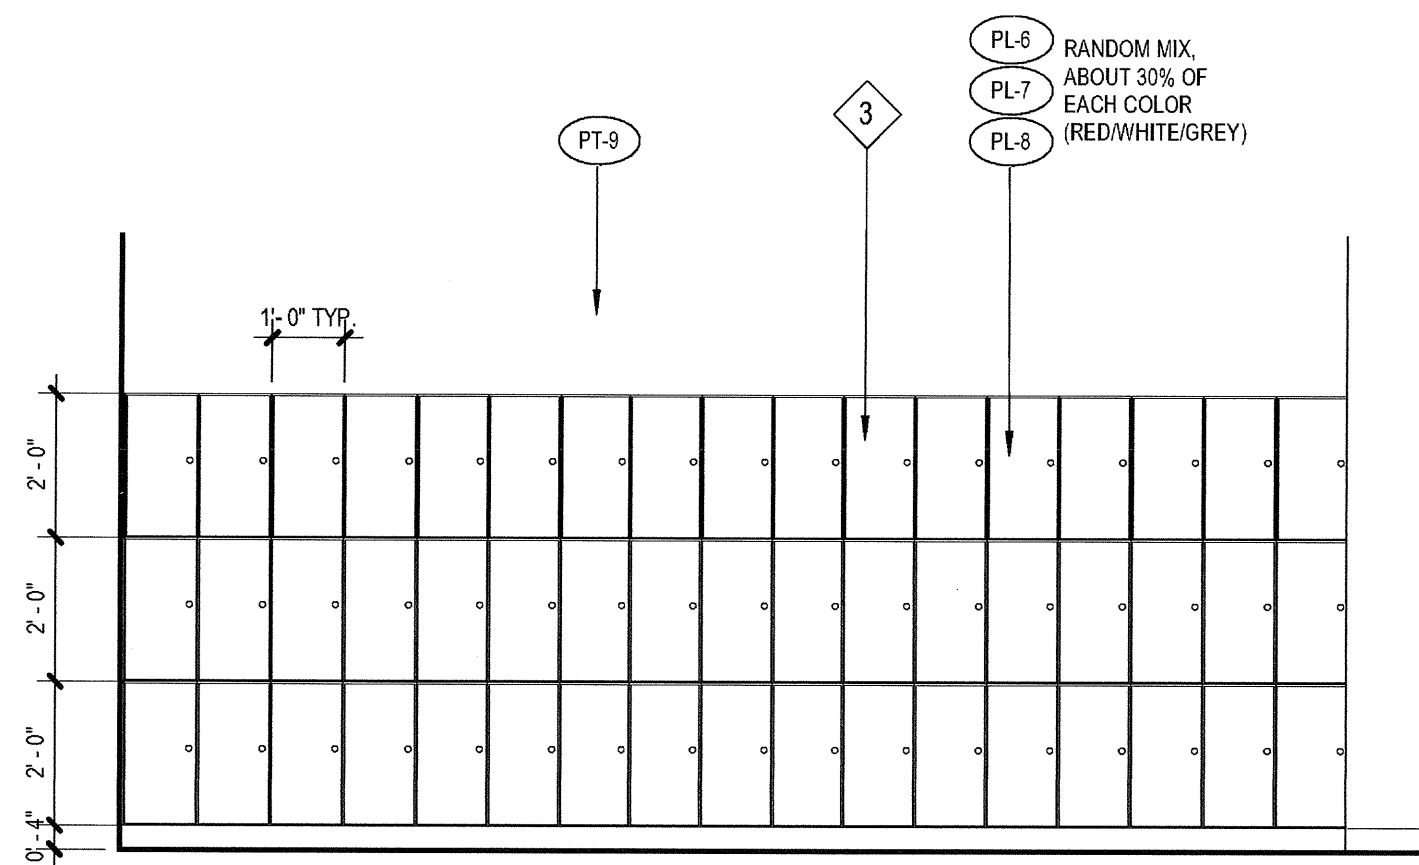 PL-6
PL-7
PL-8
RANDOM MIX,
ABOUT 30% OF
EACH COLOR
(RED/WHITE/GREY)
3
PT-9
1'- 0" TYP.
2' - 0"
2' - 0"
2' - 0"
0' - 4"